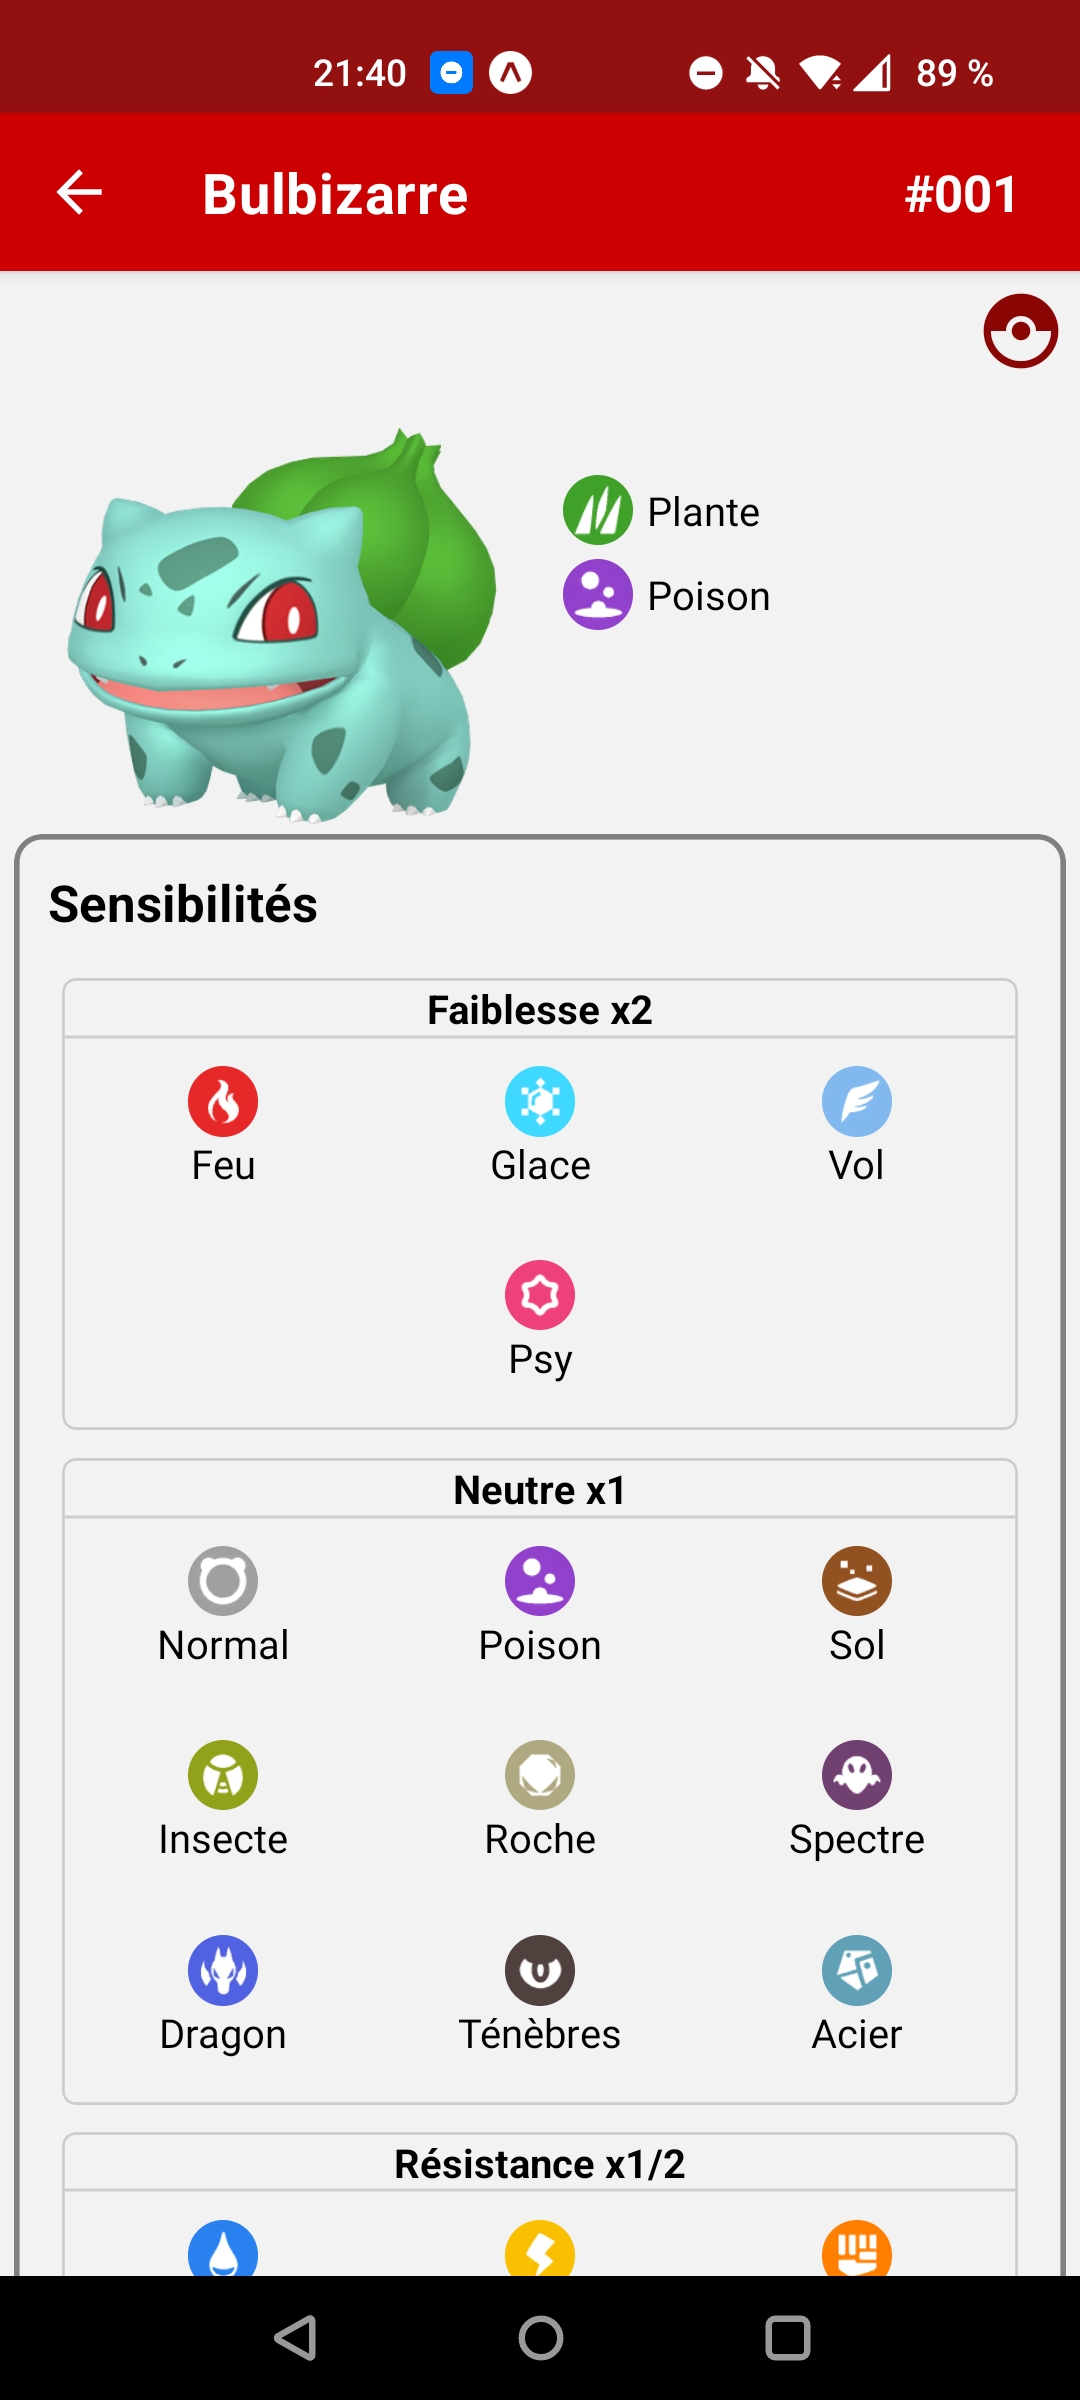 21:40 89 %
Bulbizarre #001
Plante
Poison
Sensibilités
Faiblesse x2
Feu Glace Vol
Psy
Neutre x1
Normal Poison Sol
Insecte Roche Spectre
Dragon Ténèbres Acier
Résistance x1/2